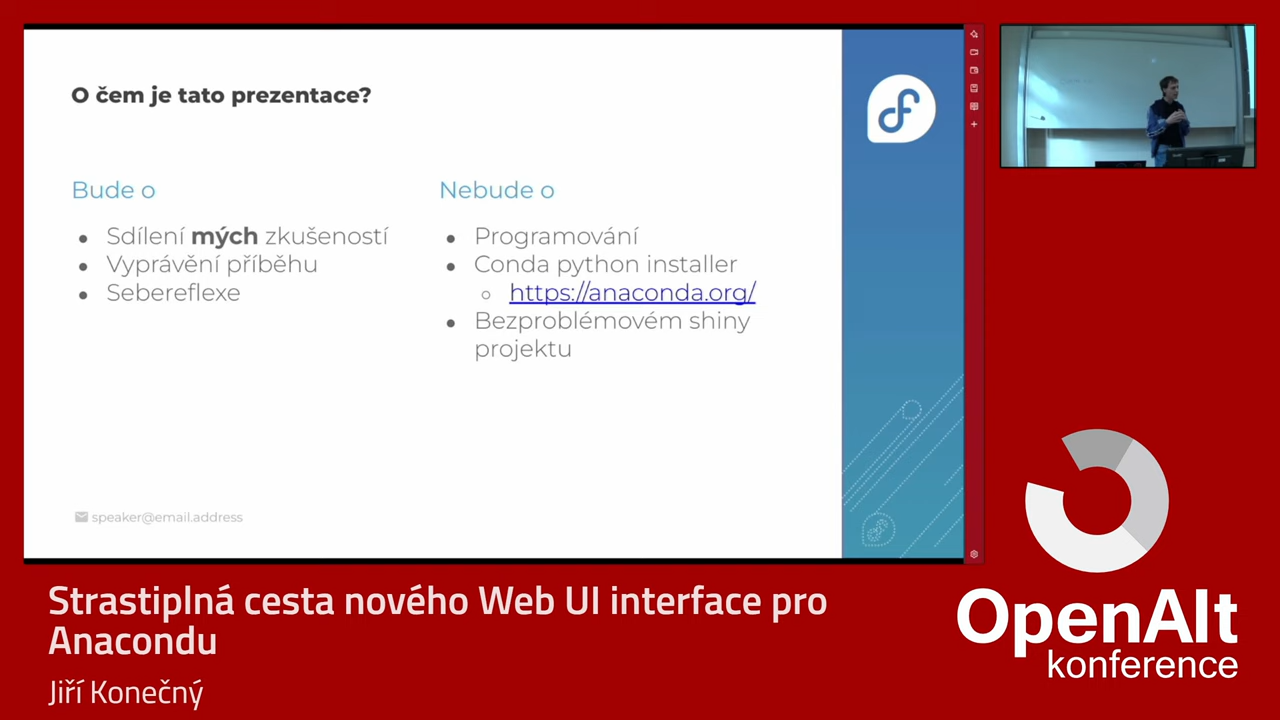 O čem je tato prezentace?
Bude o
Sdílení mých zkušeností
Vyprávění příběhu
Sebereflexe
Nebude o
Programování
Conda python installer
https://anaconda.org/
Bezproblémovém shiny
projektu
speaker@email.address
Strastiplná cesta nového Web UI interface pro
Anacondu
Jiří Konečný
OpenAlt
konference